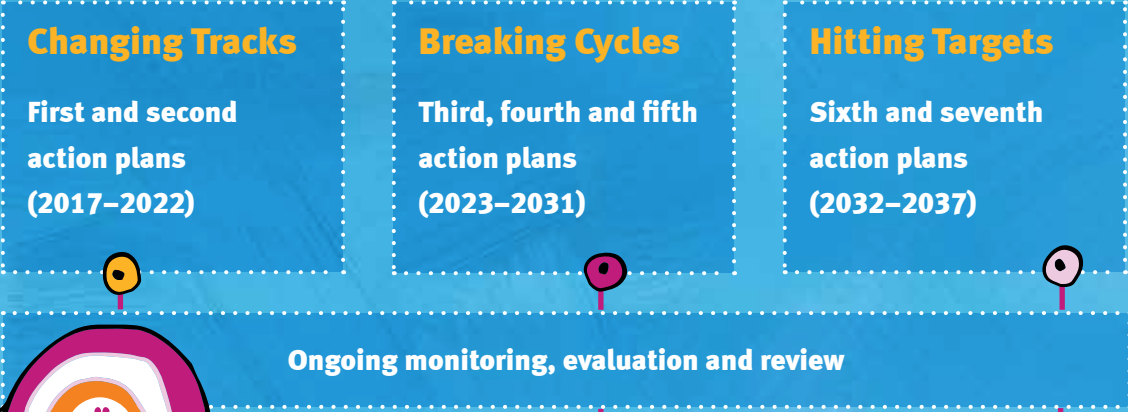 Changing Tracks
First and second
action plans
(2017–2022)
Breaking Cycles
Third, fourth and fifth
action plans
(2023–2031)
Hitting Targets
Sixth and seventh
action plans
(2032–2037)
Ongoing monitoring, evaluation and review